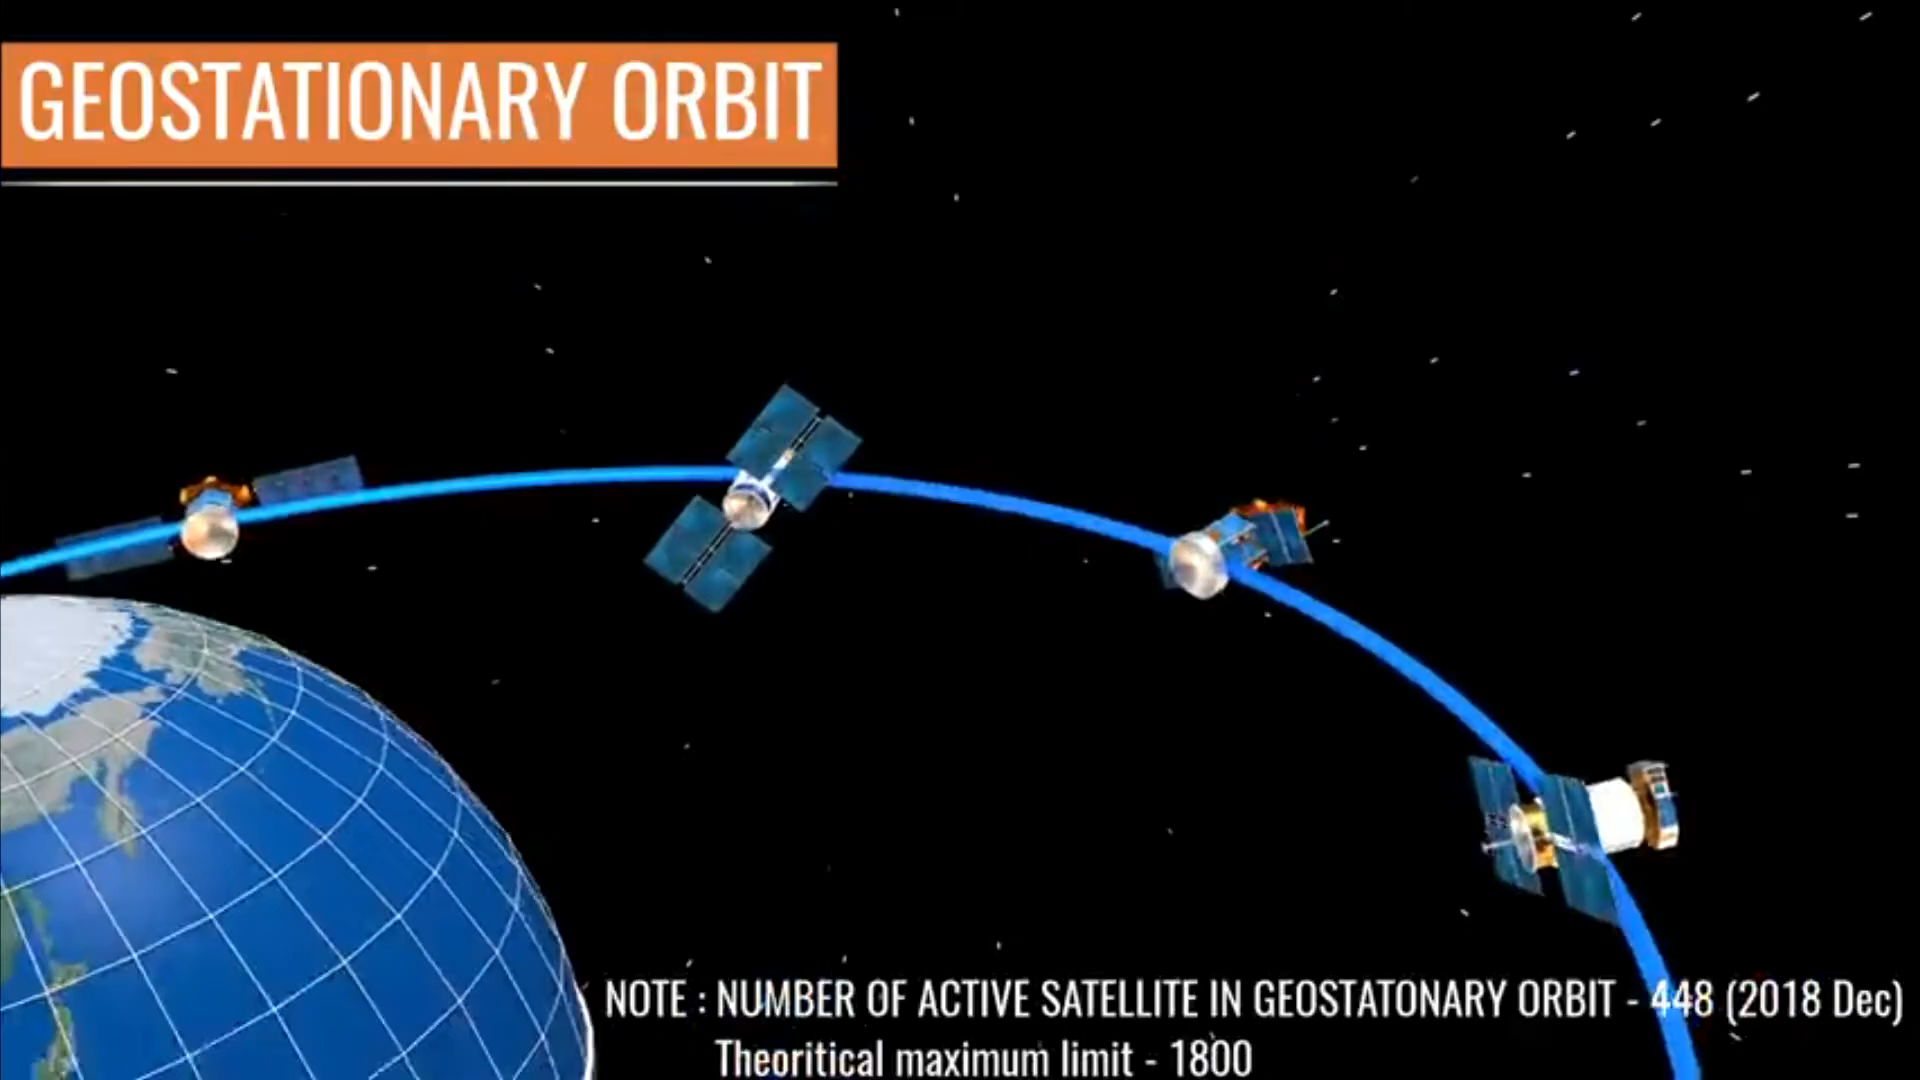 GEOSTATIONARY ORBIT
NOTE : NUMBER OF ACTIVE SATELLITE IN GEOSTATONARY ORBIT - 448 (2018 Dec)
Theoritical maximum limit - 1800